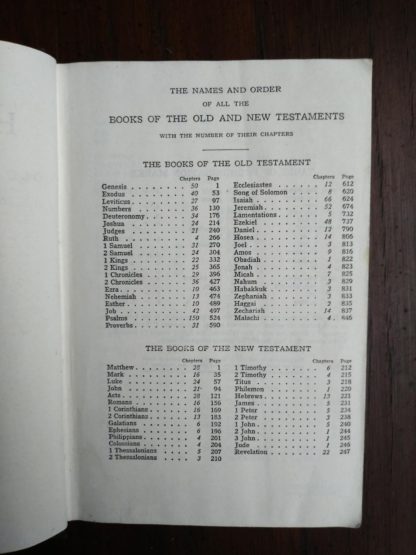 THE NAMES AND ORDER
OF ALL THE
BOOKS OF THE OLD AND NEW TESTAMENTS
WITH THE NUMBER OF THEIR CHAPTERS
THE BOOKS OF THE OLD TESTAMENT
Chapters Page
Genesis 50 1
Exodus 40 53
Leviticus 27 97
Numbers 36 130
Deuteronomy 34 176
Joshua 24 214
Judges 21 240
Ruth 4 266
1 Samuel 31 270
2 Samuel 24 303
1 Kings 22 332
2 Kings 25 365
1 Chronicles 29 396
2 Chronicles 36 427
Ezra 10 463
Nehemiah 13 474
Esther 10 489
Job 42 497
Psalms 150 524
Proverbs 31 590
Chapters Page
Ecclesiastes 12 612
Song of Solomon 8 620
Isaiah 66 624
Jeremiah 52 674
Lamentations 5 732
Ezekiel 48 737
Daniel 12 790
Hosea 14 806
Joel 3 813
Amos 9 816
Obadiah 1 822
Jonah 4 823
Micah 7 825
Nahum 3 829
Habakkuk 3 831
Zephaniah 3 833
Haggai 2 835
Zechariah 14 837
Malachi 4 846
THE BOOKS OF THE NEW TESTAMENT
Chapters Page
Matthew 28 1
Mark 16 35
Luke 24 57
John 21 94
Acts 28 121
Romans 16 156
1 Corinthians 16 169
2 Corinthians 13 183
Galatians 6 192
Ephesians 6 196
Philippians 4 201
Colossians 4 204
1 Thessalonians 5 207
2 Thessalonians 3 210
Chapters Page
1 Timothy 6 212
2 Timothy 4 215
Titus 3 218
Philemon 1 220
Hebrews 13 221
James 5 231
1 Peter 5 234
2 Peter 3 238
1 John 5 240
2 John 1 244
3 John 1 245
Jude 1 246
Revelation 22 247